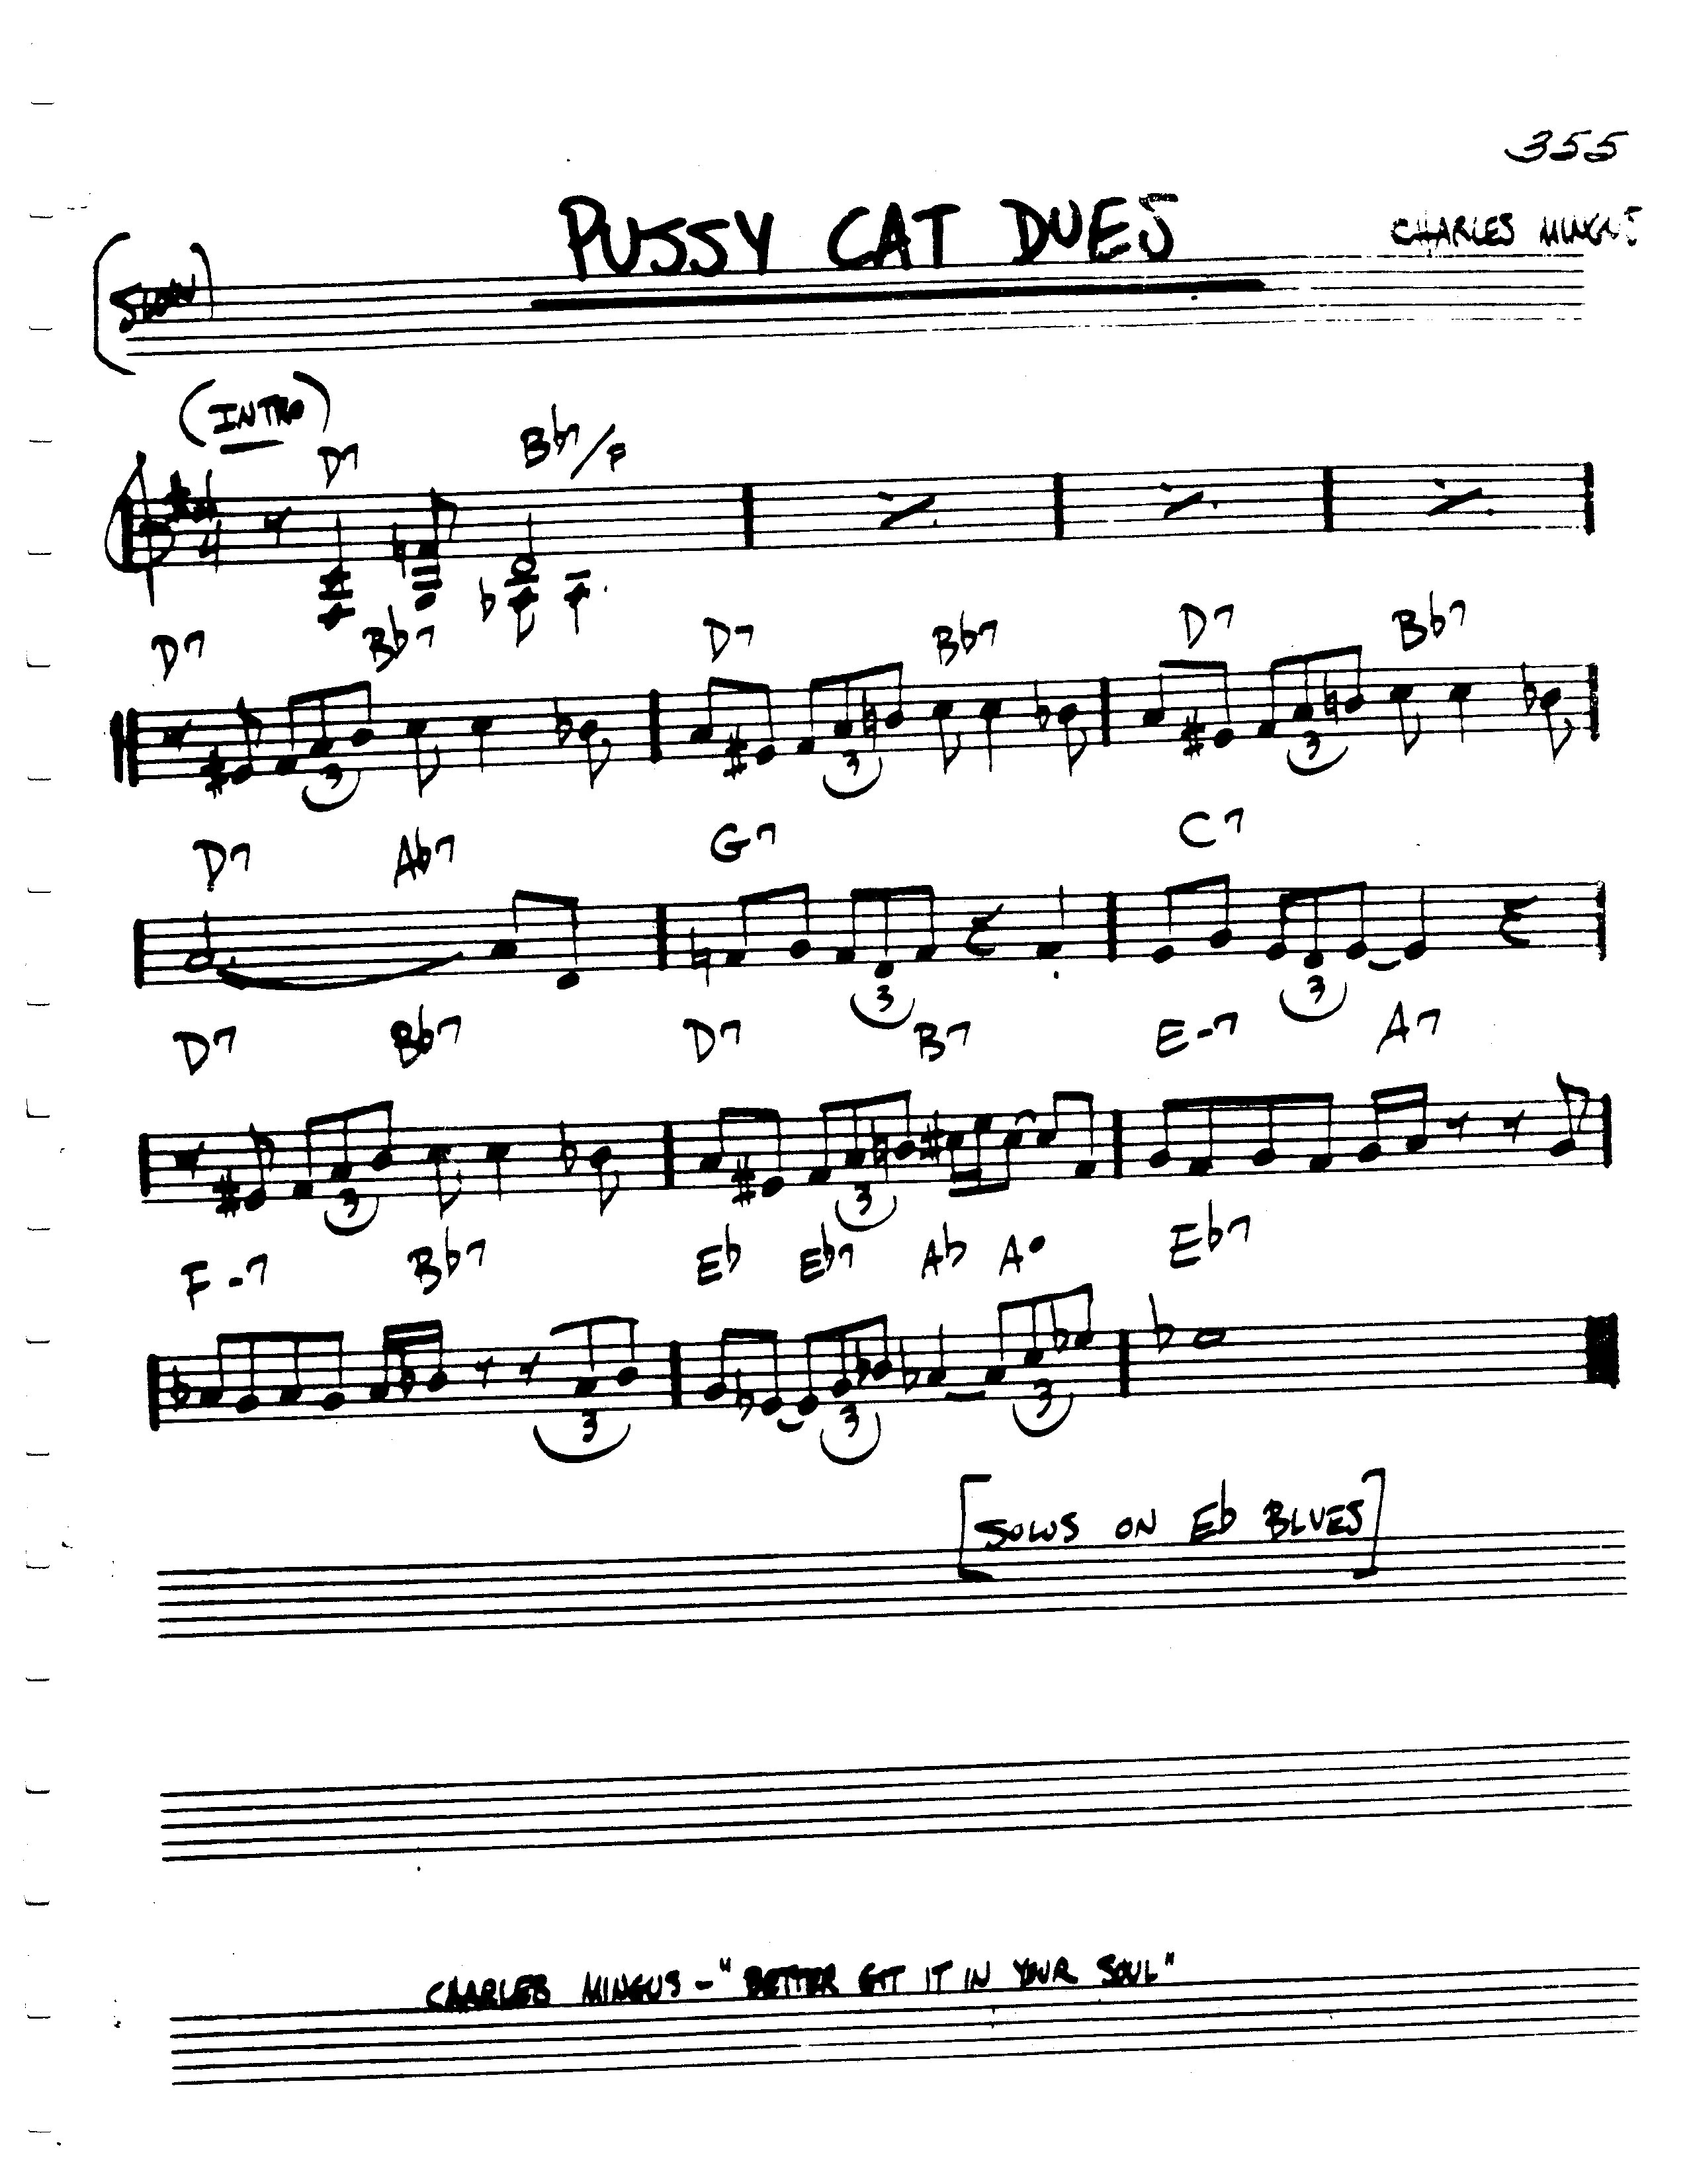 355
PUSSY CAT DUES
CHARLES MINGUS
(SLOW)
(INTRO)
D7 Bb7/F
4
D7 Bb7 D7 Bb7 D7 Bb7
3 3 3
D7 Ab7 G7 C7
3 3
D7 Bb7 D7 B7 E-7 A7
3 3
F-7 Bb7 Eb Eb7 Ab A° Eb7
3 3 3
[SOLOS ON Eb BLUES]
CHARLES MINGUS - "BETTER GIT IT IN YOUR SOUL"